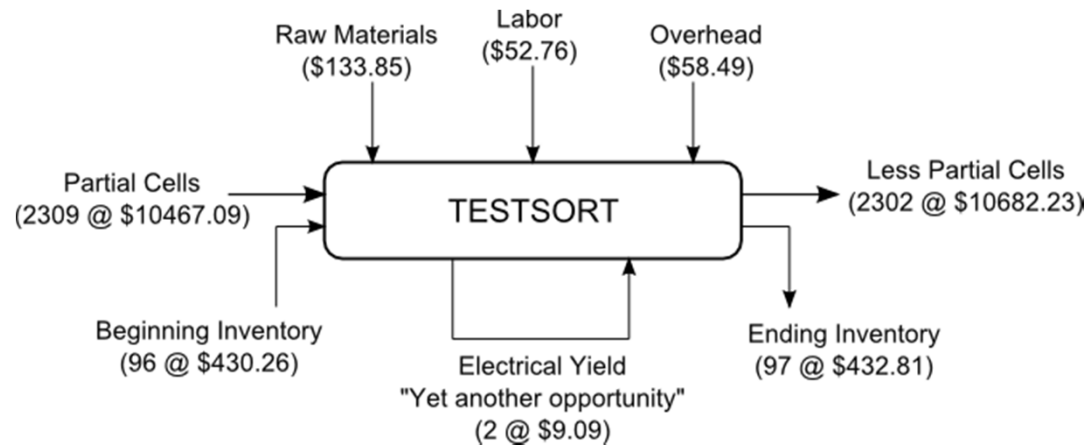 Raw Materials
($133.85)
Labor
($52.76)
Overhead
($58.49)
Partial Cells
(2309 @ $10467.09)
TESTSORT
Less Partial Cells
(2302 @ $10682.23)
Beginning Inventory
(96 @ $430.26)
Electrical Yield
"Yet another opportunity"
(2 @ $9.09)
Ending Inventory
(97 @ $432.81)